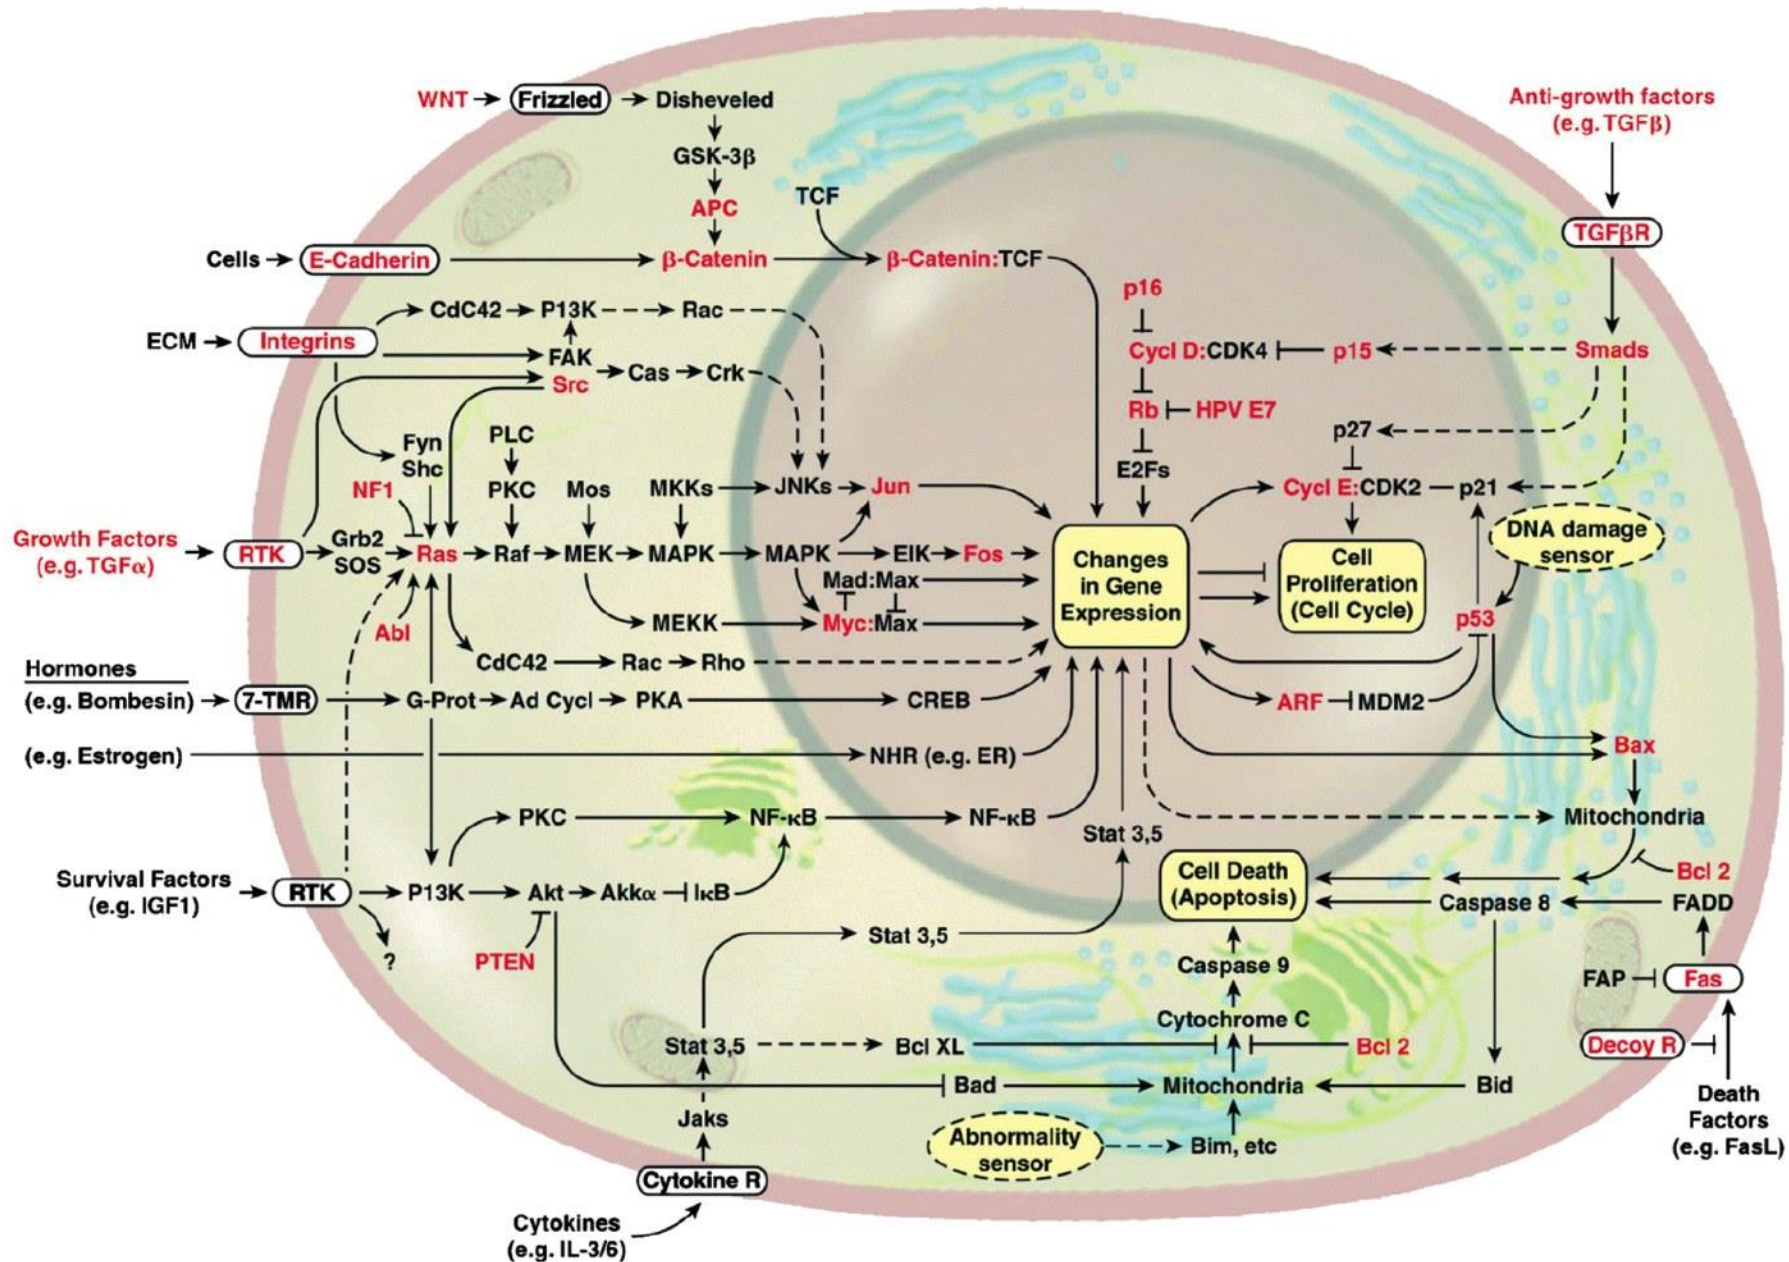 WNT
Frizzled
Disheveled
GSK-3β
APC
TCF
Cells
E-Cadherin
β-Catenin
β-Catenin:TCF
Anti-growth factors
(e.g. TGFβ)
TGFβR
Smads
p16
Cycl D:CDK4
p15
Rb
HPV E7
E2Fs
p27
Cycl E:CDK2
p21
DNA damage
sensor
CdC42
P13K
Rac
ECM
Integrins
FAK
Src
Cas
Crk
Fyn
Shc
PLC
NF1
PKC
Mos
MKKs
JNKs
Jun
Growth Factors
(e.g. TGFα)
RTK
Grb2
SOS
Ras
Raf
MEK
MAPK
MAPK
ElK
Fos
Mad:Max
Changes
in Gene
Expression
Cell
Proliferation
(Cell Cycle)
p53
Abl
MEKK
Myc:Max
CdC42
Rac
Rho
Hormones
(e.g. Bombesin)
7-TMR
G-Prot
Ad Cycl
PKA
CREB
ARF
MDM2
(e.g. Estrogen)
NHR (e.g. ER)
Bax
PKC
NF-κB
NF-κB
Stat 3,5
Mitochondria
Survival Factors
(e.g. IGF1)
RTK
P13K
Akt
Akkα
IκB
Cell Death
(Apoptosis)
Bcl 2
Caspase 8
FADD
?
PTEN
Stat 3,5
Caspase 9
FAP
Fas
Cytochrome C
Stat 3,5
Bcl XL
Bcl 2
Decoy R
Bad
Mitochondria
Bid
Death
Factors
(e.g. FasL)
Jaks
Abnormality
sensor
Bim, etc
Cytokine R
Cytokines
(e.g. IL-3/6)